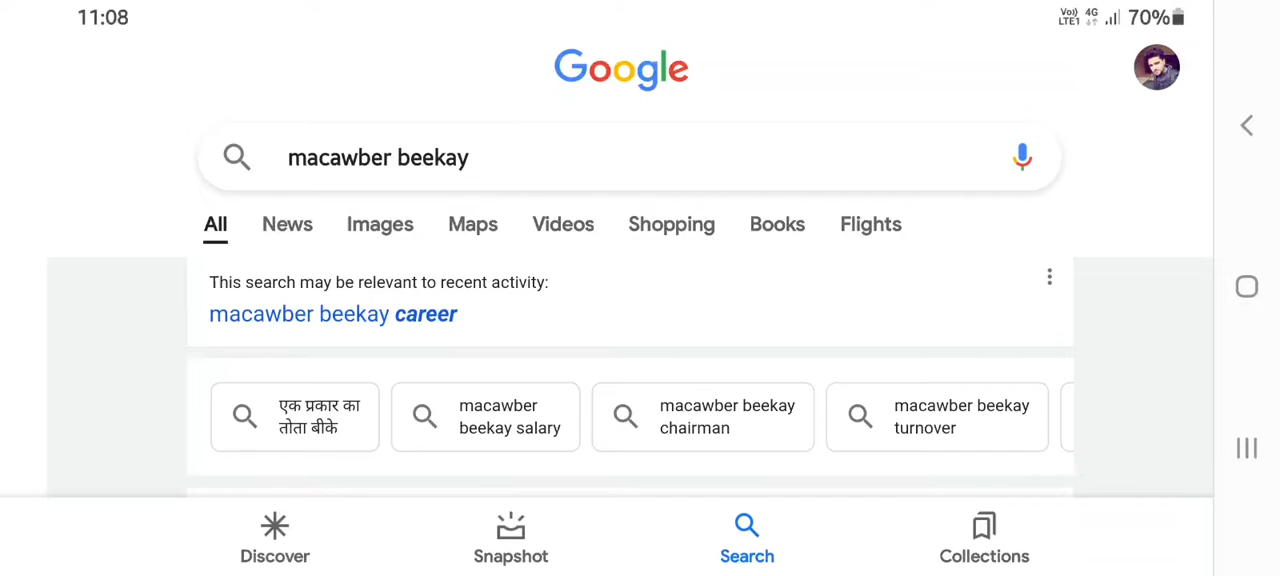 11:08
Vo)) LTE1 4G 70%
Google
macawber beekay
All News Images Maps Videos Shopping Books Flights
This search may be relevant to recent activity:
macawber beekay career
एक प्रकार का
तोता बीके
macawber
beekay salary
macawber beekay
chairman
macawber beekay
turnover
Discover Snapshot Search Collections